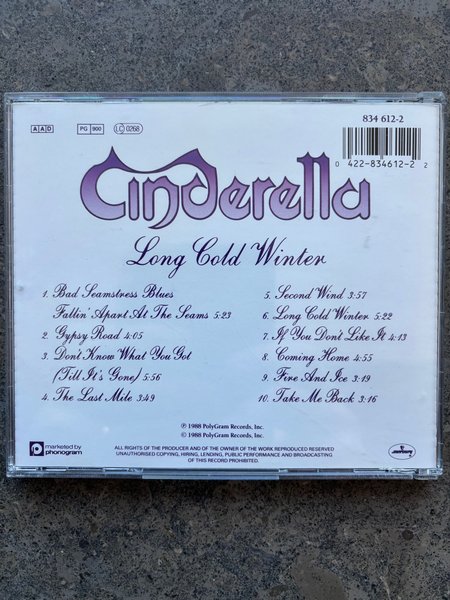 AAD PG 900 LC 0268 834 612-2
0 422-834612-2 2
Cinderella
Long Cold Winter
1. Bad Seamstress Blues
Fallin' Apart At The Seams 5:23
2. Gypsy Road 4:05
3. Don't Know What You Got
(Till It's Gone) 5:56
4. The Last Mile 3:49
5. Second Wind 3:57
6. Long Cold Winter 5:22
7. If You Don't Like It 4:13
8. Coming Home 4:55
9. Fire And Ice 3:19
10. Take Me Back 3:16
℗ 1988 PolyGram Records, Inc.
© 1988 PolyGram Records, Inc.
marketed by
phonogram
ALL RIGHTS OF THE PRODUCER AND OF THE OWNER OF THE WORK REPRODUCED RESERVED
UNAUTHORISED COPYING, HIRING, LENDING, PUBLIC PERFORMANCE AND BROADCASTING
OF THIS RECORD PROHIBITED.
mercury